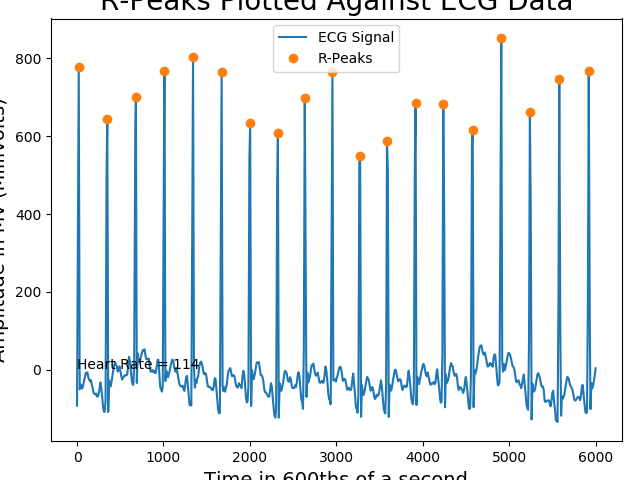 R-Peaks Plotted Against ECG Data
ECG Signal
R-Peaks
800
600
400
200
0
Amplitude in MV (Millivolts)
Heart Rate = 114
0 1000 2000 3000 4000 5000 6000
Time in 600ths of a second